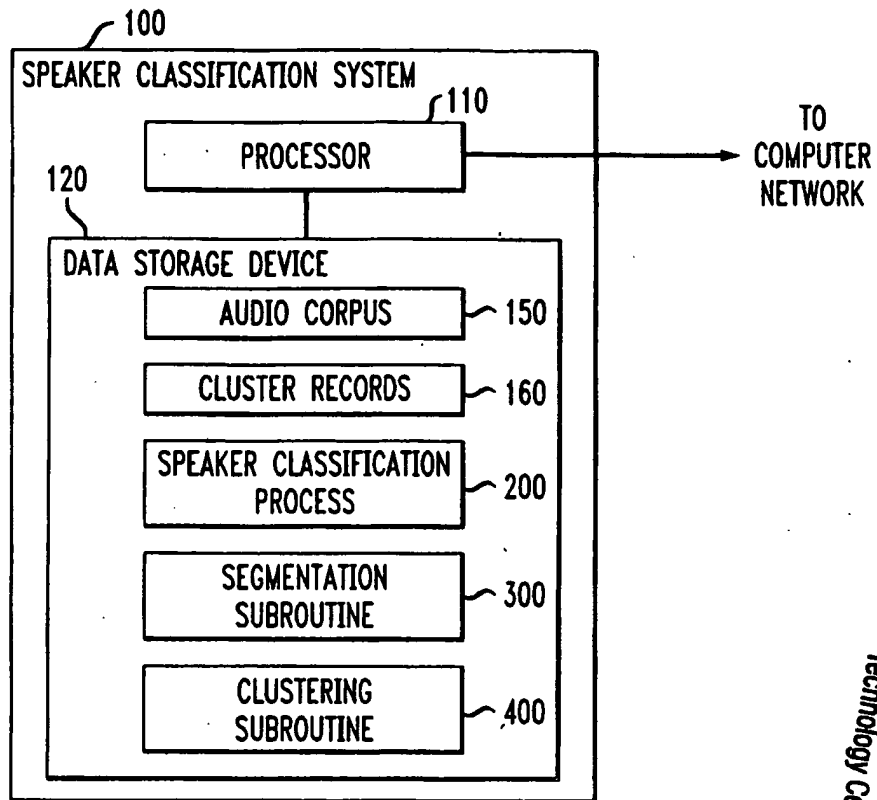 100
SPEAKER CLASSIFICATION SYSTEM
110
PROCESSOR
TO
COMPUTER
NETWORK
120
DATA STORAGE DEVICE
AUDIO CORPUS
150
CLUSTER RECORDS
160
SPEAKER CLASSIFICATION
PROCESS
200
SEGMENTATION
SUBROUTINE
300
CLUSTERING
SUBROUTINE
400
Technology